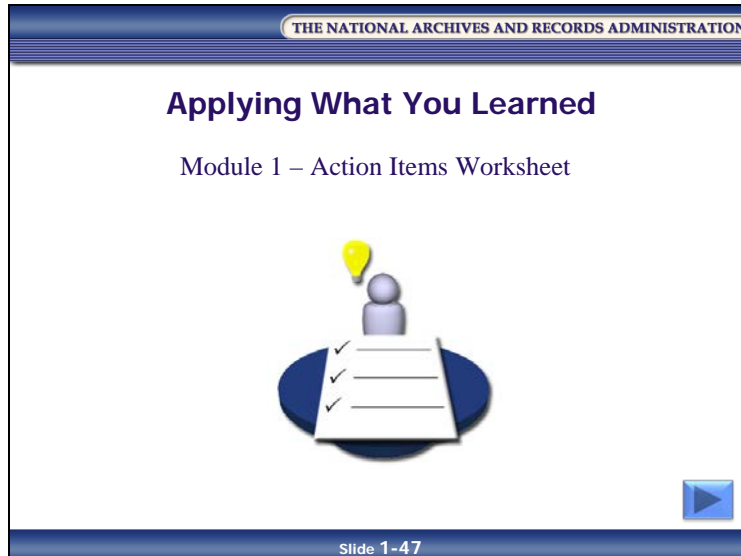 THE NATIONAL ARCHIVES AND RECORDS ADMINISTRATION
Applying What You Learned
Module 1 – Action Items Worksheet
Slide 1-47